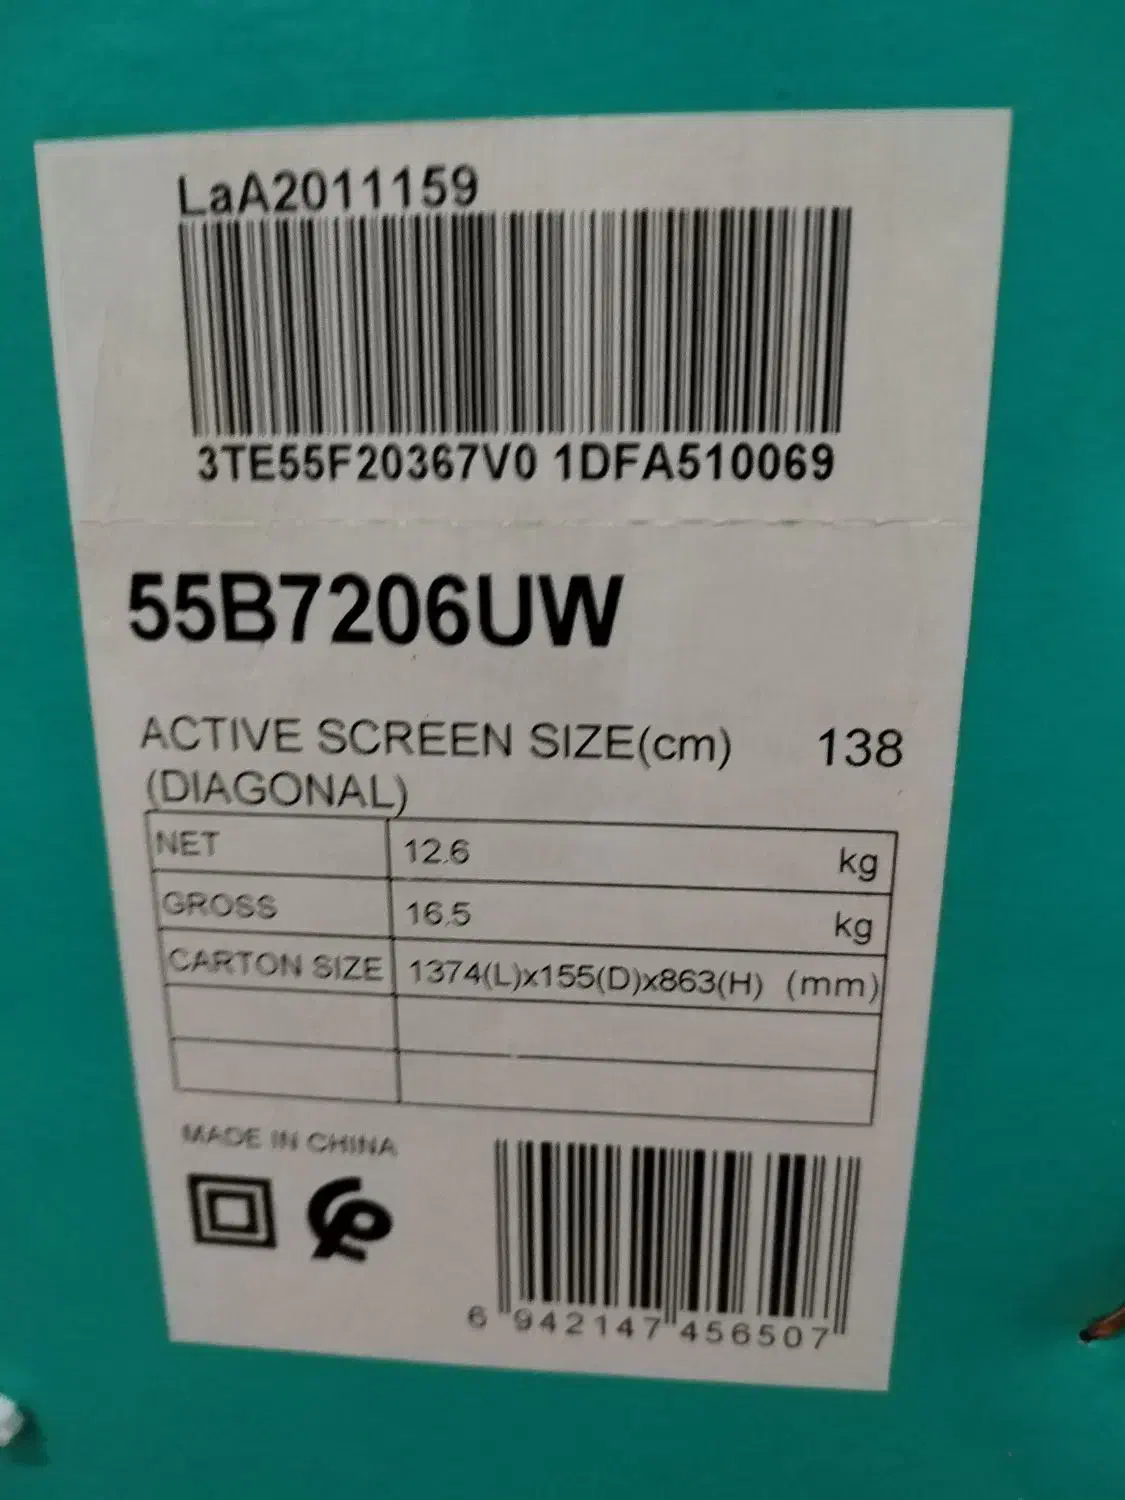 LaA2011159
3TE55F20367V0 1DFA510069
55B7206UW
ACTIVE SCREEN SIZE(cm) 138
(DIAGONAL)
NET 12.6 kg
GROSS 16.5 kg
CARTON SIZE 1374(L)x155(D)x863(H) (mm)
MADE IN CHINA
6 942147 456507